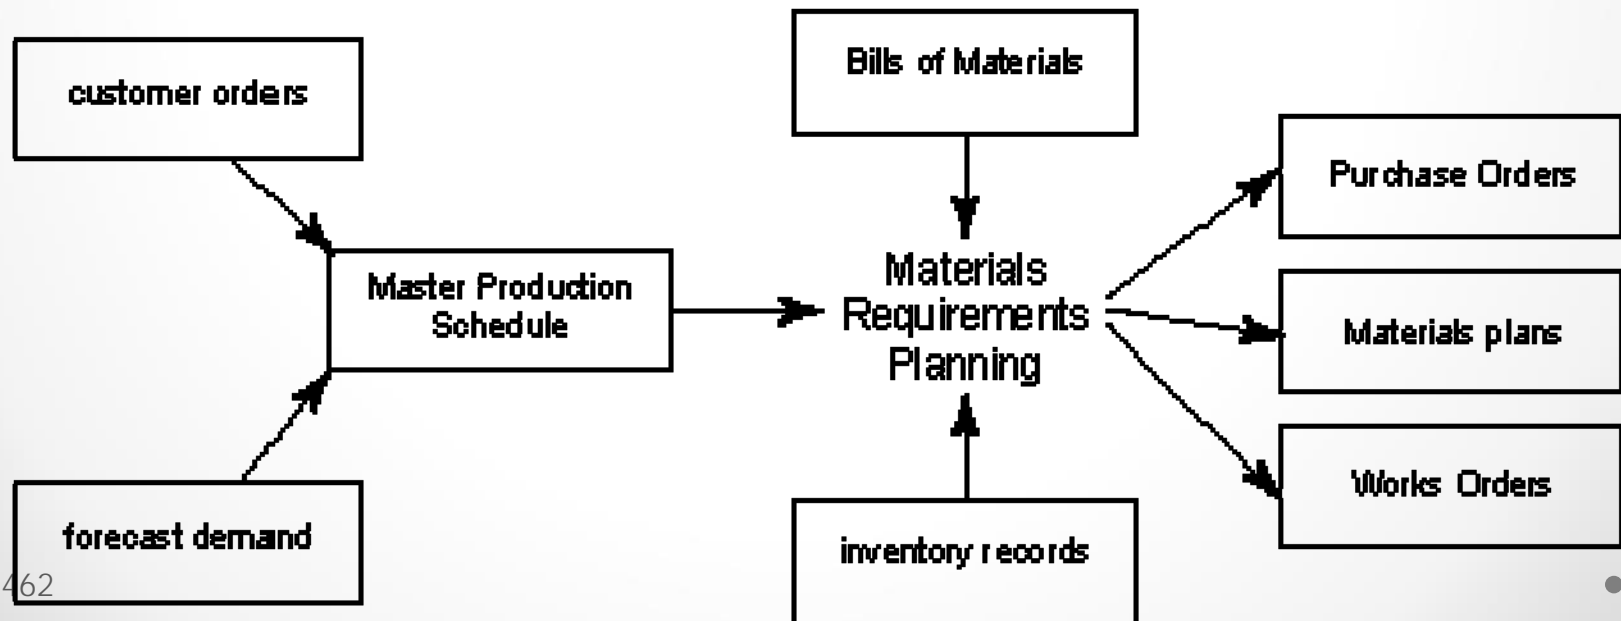 customer orders
Bills of Materials
Purchase Orders
Master Production
Schedule
Materials
Requirements
Planning
Materials plans
Works Orders
forecast demand
inventory records
462